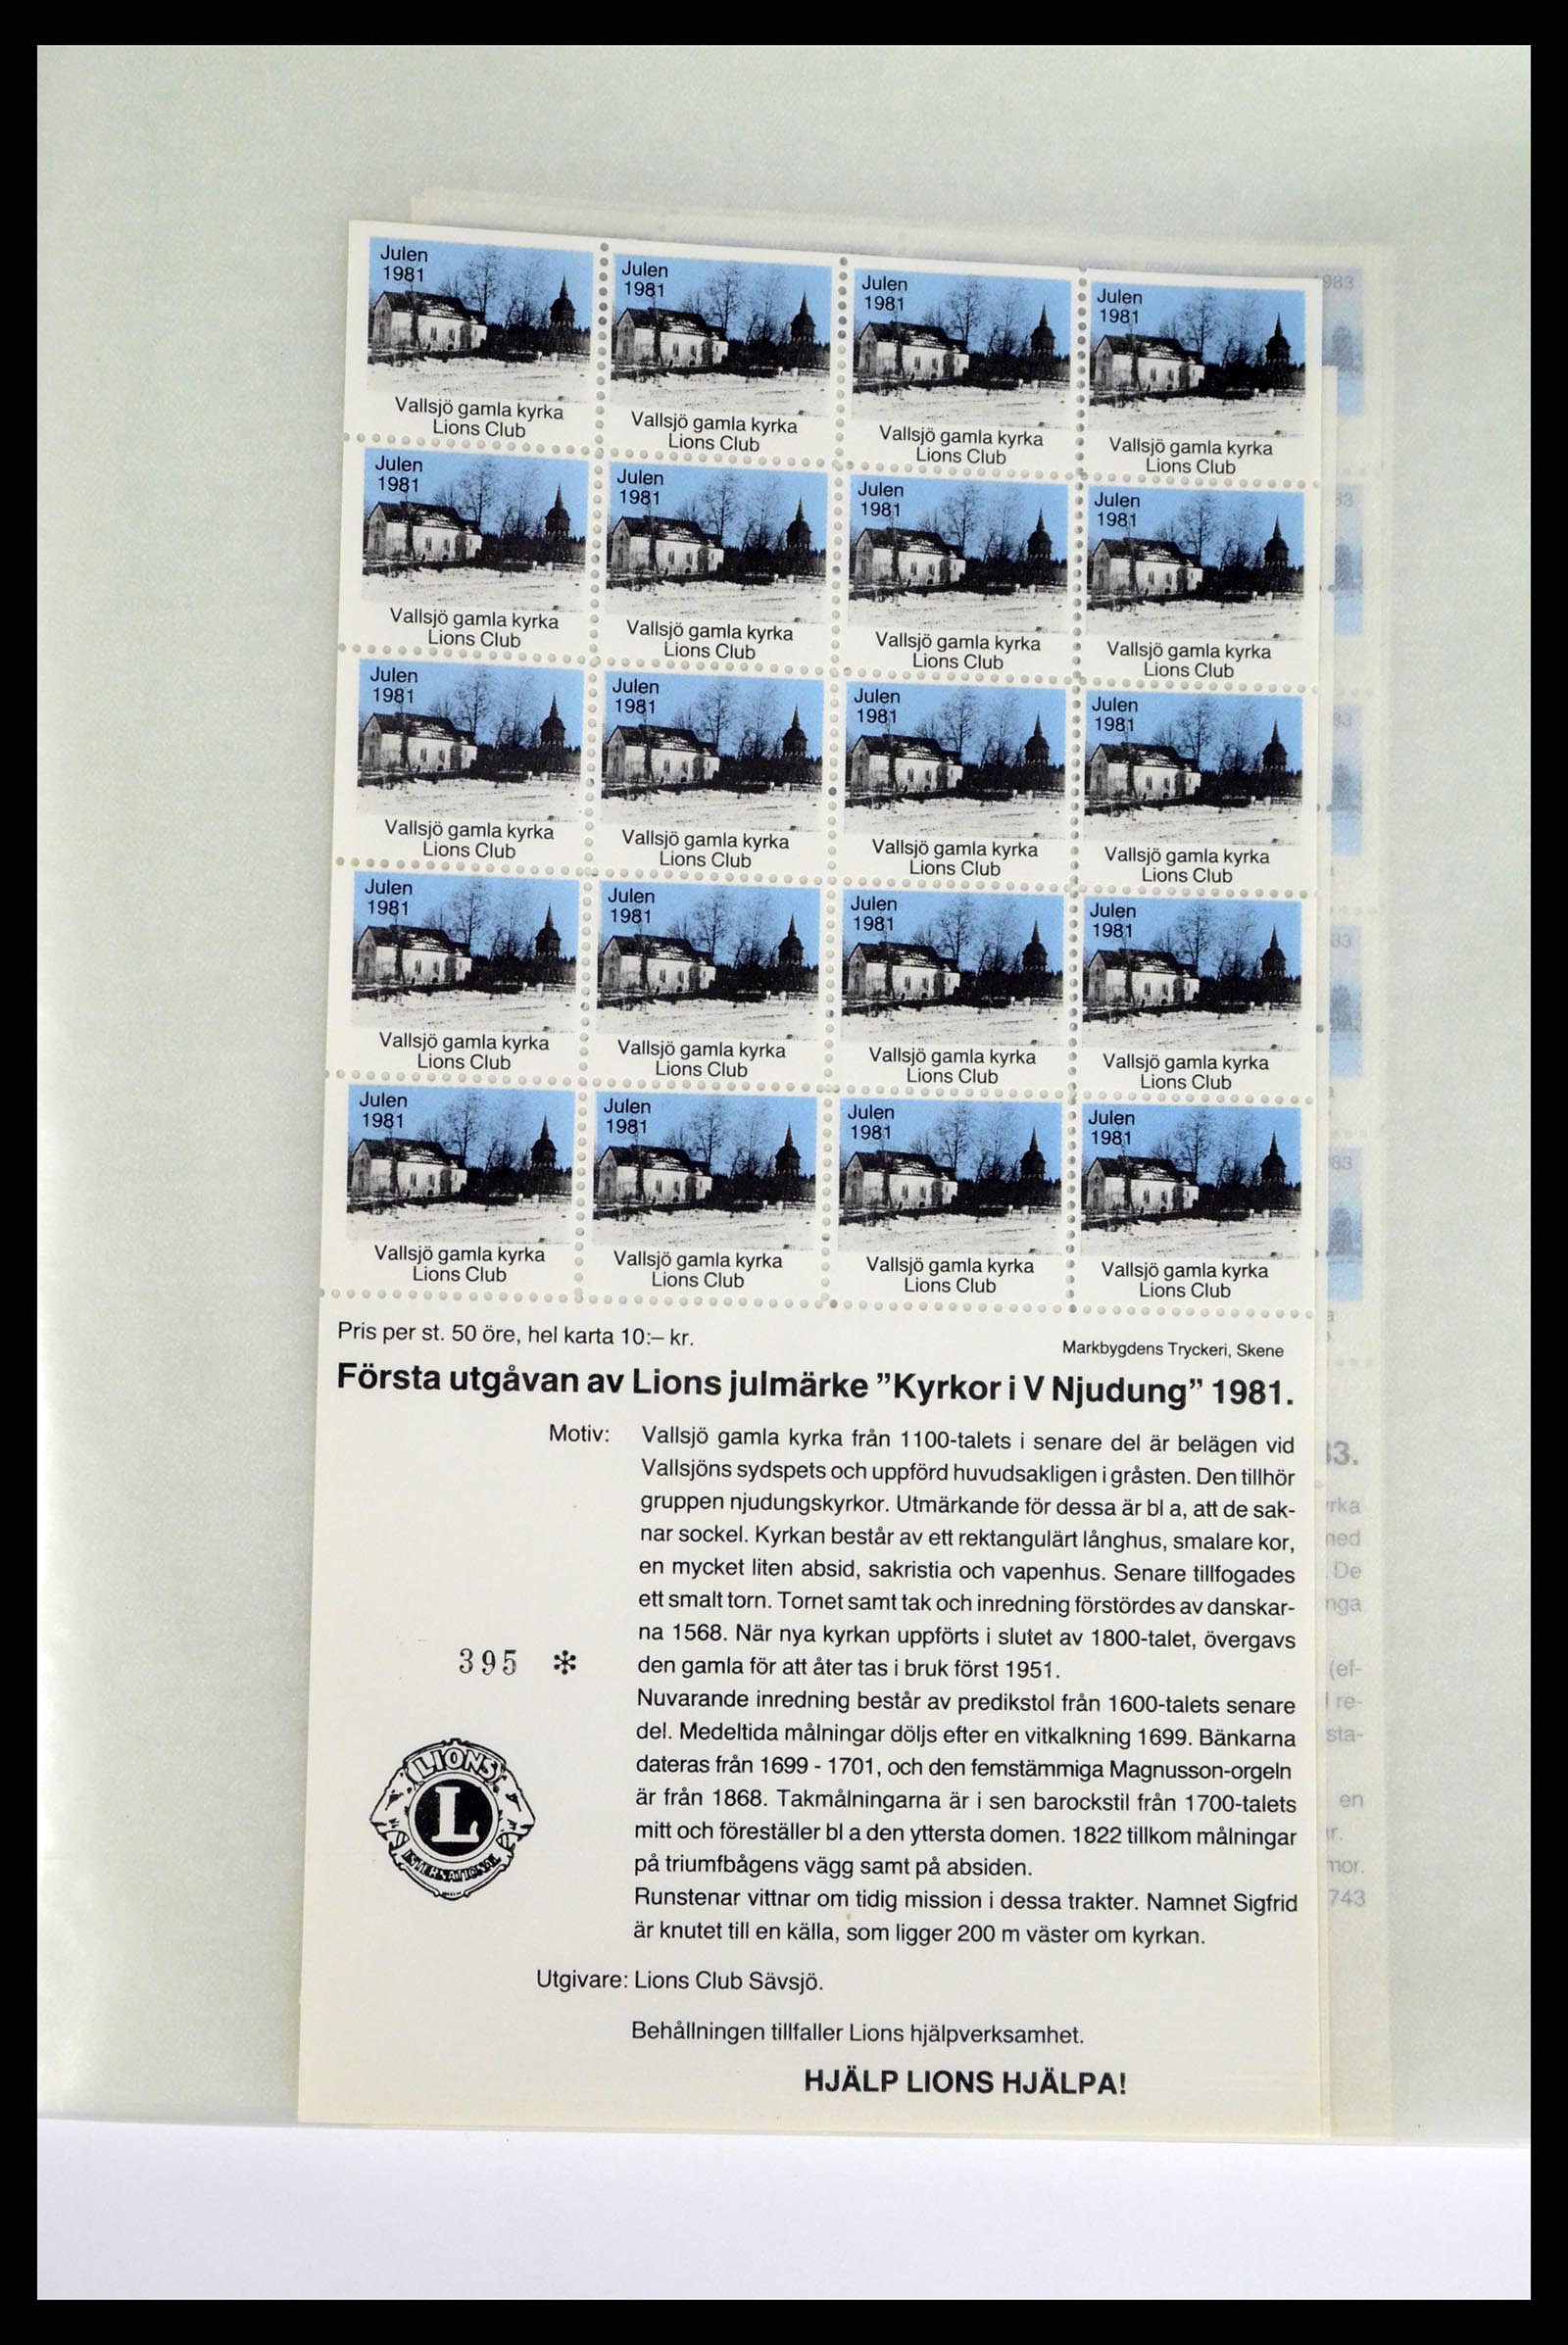 Julen Julen Julen Julen
1981 1981 1981 1981
Vallsjö gamla kyrka Vallsjö gamla kyrka Vallsjö gamla kyrka Vallsjö gamla kyrka
Lions Club Lions Club Lions Club Lions Club
Julen Julen Julen Julen
1981 1981 1981 1981
Vallsjö gamla kyrka Vallsjö gamla kyrka Vallsjö gamla kyrka Vallsjö gamla kyrka
Lions Club Lions Club Lions Club Lions Club
Julen Julen Julen Julen
1981 1981 1981 1981
Vallsjö gamla kyrka Vallsjö gamla kyrka Vallsjö gamla kyrka Vallsjö gamla kyrka
Lions Club Lions Club Lions Club Lions Club
Julen Julen Julen Julen
1981 1981 1981 1981
Vallsjö gamla kyrka Vallsjö gamla kyrka Vallsjö gamla kyrka Vallsjö gamla kyrka
Lions Club Lions Club Lions Club Lions Club
Julen Julen Julen Julen
1981 1981 1981 1981
Vallsjö gamla kyrka Vallsjö gamla kyrka Vallsjö gamla kyrka Vallsjö gamla kyrka
Lions Club Lions Club Lions Club Lions Club
Pris per st. 50 öre, hel karta 10:– kr. Markbygdens Tryckeri, Skene
Första utgåvan av Lions julmärke ”Kyrkor i V Njudung” 1981.
Motiv: Vallsjö gamla kyrka från 1100-talets i senare del är belägen vid
Vallsjöns sydspets och uppförd huvudsakligen i gråsten. Den tillhör
gruppen njudungskyrkor. Utmärkande för dessa är bl a, att de sak-
nar sockel. Kyrkan består av ett rektangulärt långhus, smalare kor,
en mycket liten absid, sakristia och vapenhus. Senare tillfogades
ett smalt torn. Tornet samt tak och inredning förstördes av danskar-
na 1568. När nya kyrkan uppförts i slutet av 1800-talet, övergavs
den gamla för att åter tas i bruk först 1951.
Nuvarande inredning består av predikstol från 1600-talets senare
del. Medeltida målningar döljs efter en vitkalkning 1699. Bänkarna
dateras från 1699 - 1701, och den femstämmiga Magnusson-orgeln
är från 1868. Takmålningarna är i sen barockstil från 1700-talets
mitt och föreställer bl a den yttersta domen. 1822 tillkom målningar
på triumfbågens vägg samt på absiden.
Runstenar vittnar om tidig mission i dessa trakter. Namnet Sigfrid
är knutet till en källa, som ligger 200 m väster om kyrkan.
395 *
LIONS
L
INTERNATIONAL
Utgivare: Lions Club Sävsjö.
Behållningen tillfaller Lions hjälpverksamhet.
HJÄLP LIONS HJÄLPA!